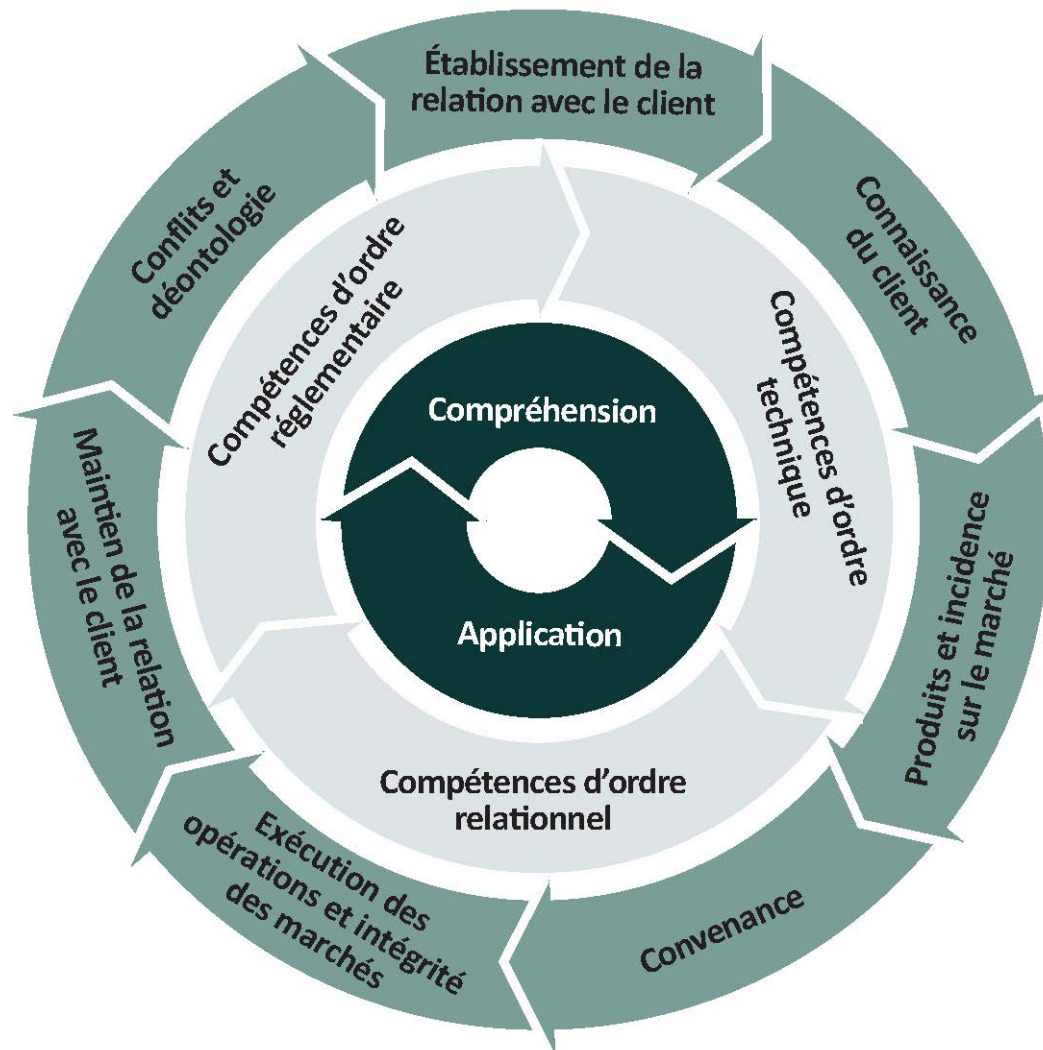 Établissement de la
relation avec le client
Connaissance
du client
Produits et incidence
sur le marché
Convenance
Exécution des
opérations et intégrité
des marchés
Maintien de la relation
avec le client
Conflits et
déontologie
Compétences d'ordre
réglementaire
Compétences d'ordre
technique
Compétences d'ordre
relationnel
Compréhension
Application